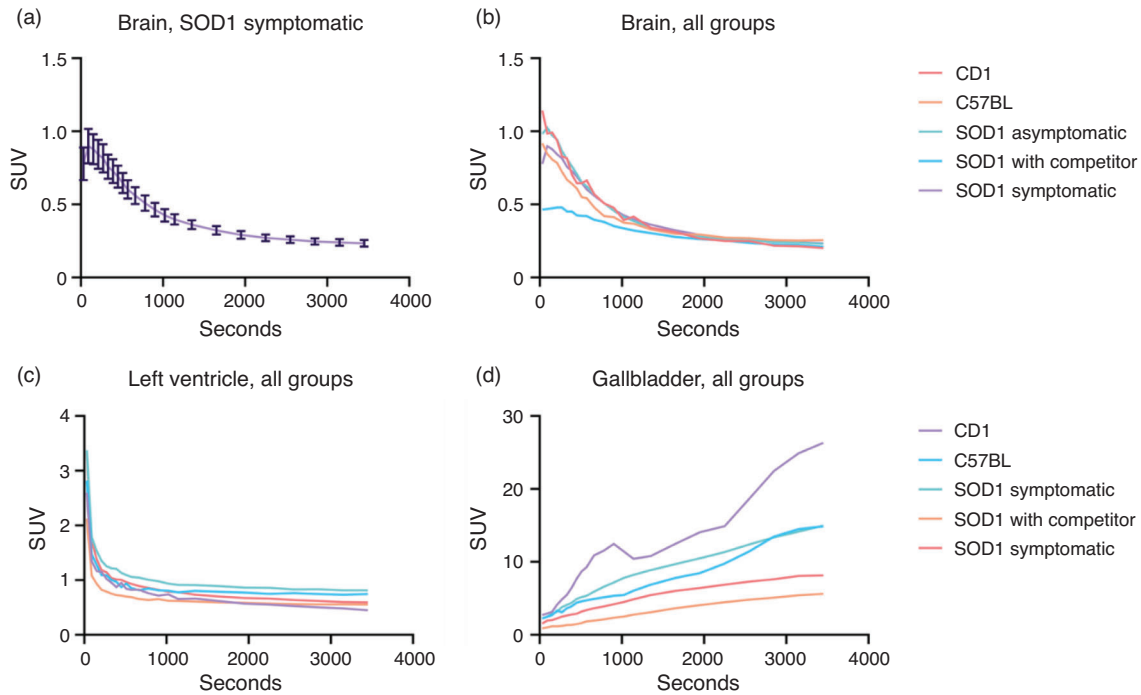 (a)
Brain, SOD1 symptomatic
1.5
1.0
0.5
0
SUV
0
1000
2000
3000
4000
Seconds
(b)
Brain, all groups
1.5
1.0
0.5
0
SUV
0
1000
2000
3000
4000
Seconds
CD1
C57BL
SOD1 asymptomatic
SOD1 with competitor
SOD1 symptomatic
(c)
Left ventricle, all groups
4
3
2
1
0
SUV
0
1000
2000
3000
4000
Seconds
(d)
Gallbladder, all groups
30
20
10
0
SUV
0
1000
2000
3000
4000
Seconds
CD1
C57BL
SOD1 symptomatic
SOD1 with competitor
SOD1 symptomatic